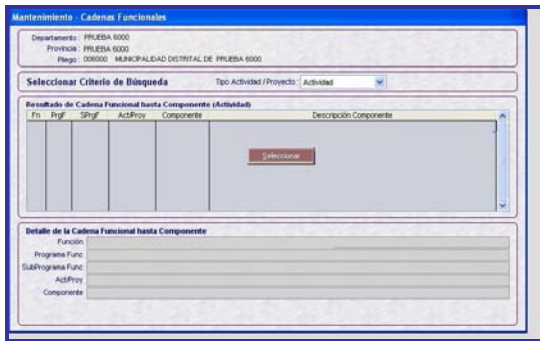 Mantenimiento - Cadenas Funcionales
Departamento : PRUEBA 6000
Provincia : PRUEBA 6000
Pliego : 006000 MUNICIPALIDAD DISTRITAL DE PRUEBA 6000
Seleccionar Criterio de Búsqueda Tipo Actividad / Proyecto : Actividad
Resultado de Cadena Funcional hasta Componente (Actividad)
Fn PrgF SPrgF Act/Proy Componente Descripción Componente
Seleccionar
Detalle de la Cadena Funcional hasta Componente
Función
Programa Func
SubPrograma Func
Act/Proy
Componente